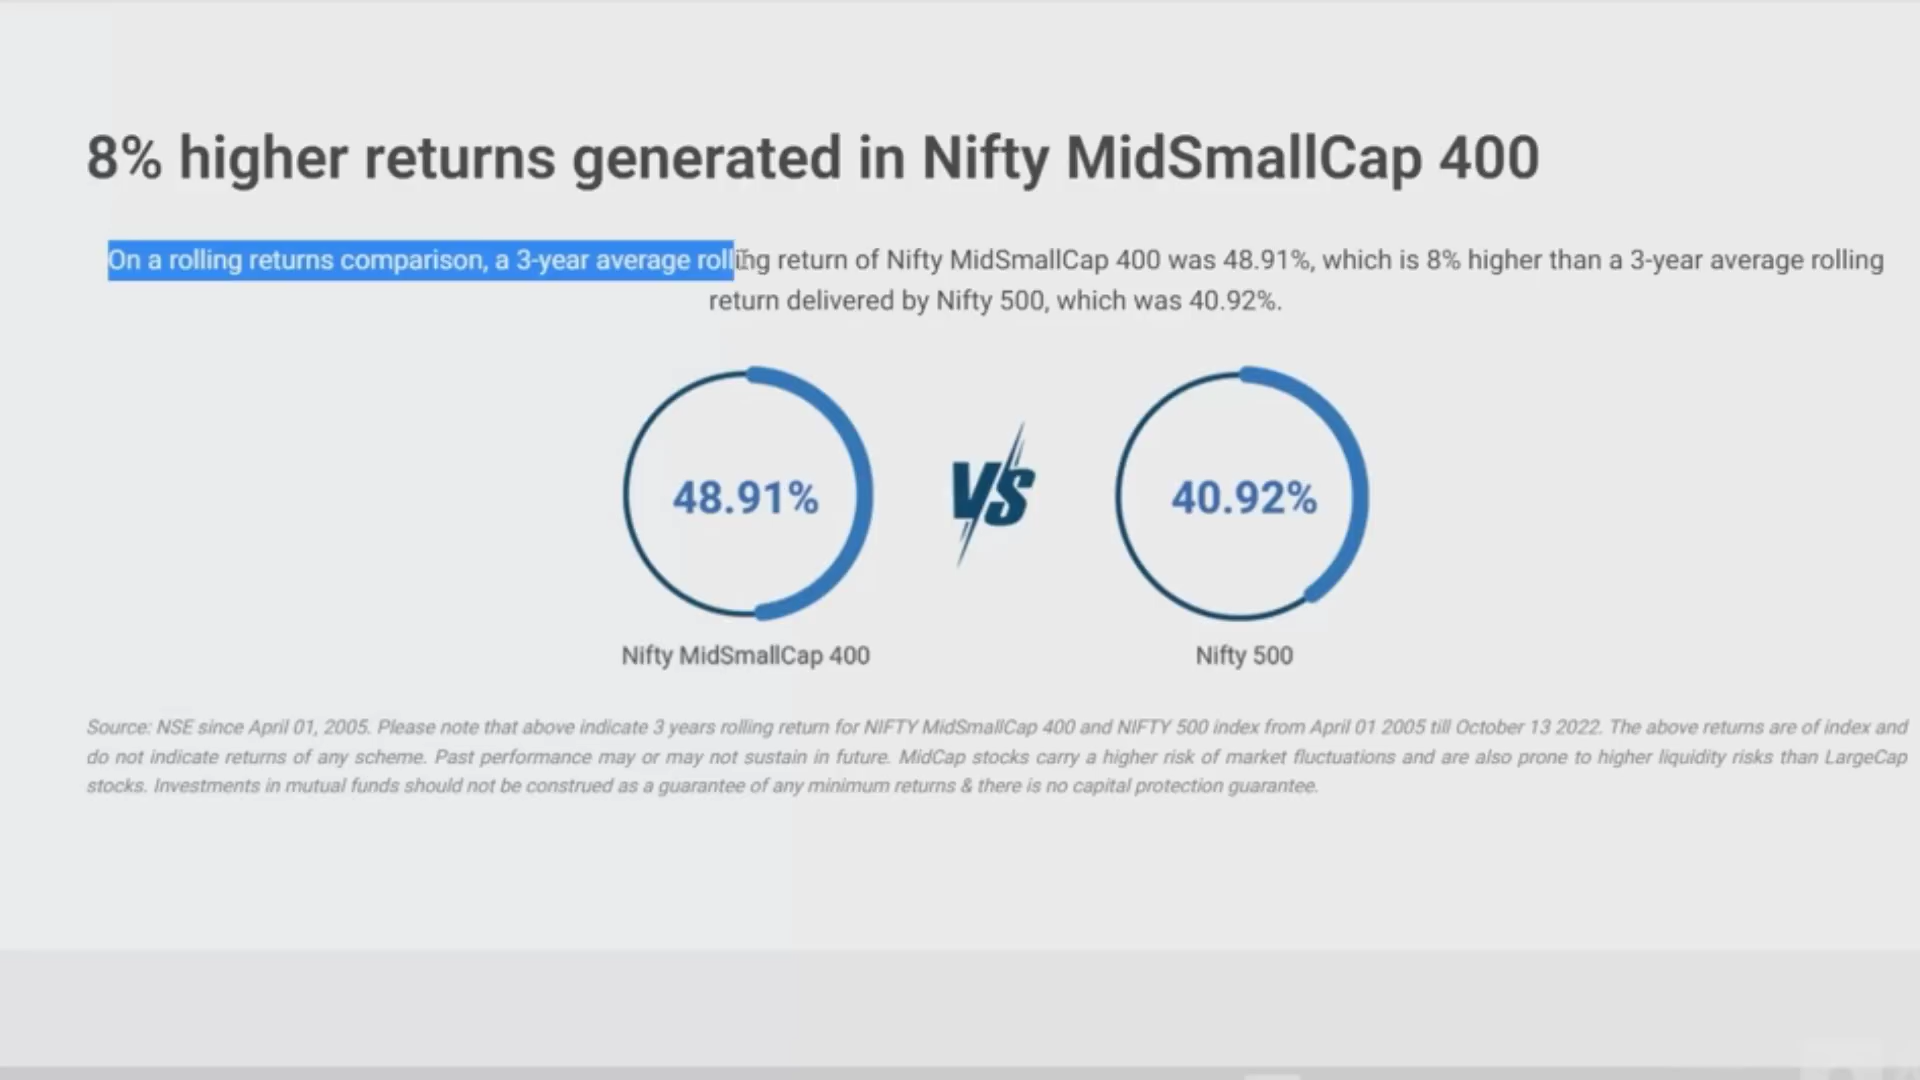 8% higher returns generated in Nifty MidSmallCap 400
On a rolling returns comparison, a 3-year average rolling return of Nifty MidSmallCap 400 was 48.91%, which is 8% higher than a 3-year average rolling
return delivered by Nifty 500, which was 40.92%.
48.91% VS 40.92%
Nifty MidSmallCap 400 Nifty 500
Source: NSE since April 01, 2005. Please note that above indicate 3 years rolling return for NIFTY MidSmallCap 400 and NIFTY 500 index from April 01 2005 till October 13 2022. The above returns are of index and
do not indicate returns of any scheme. Past performance may or may not sustain in future. MidCap stocks carry a higher risk of market fluctuations and are also prone to higher liquidity risks than LargeCap
stocks. Investments in mutual funds should not be construed as a guarantee of any minimum returns & there is no capital protection guarantee.